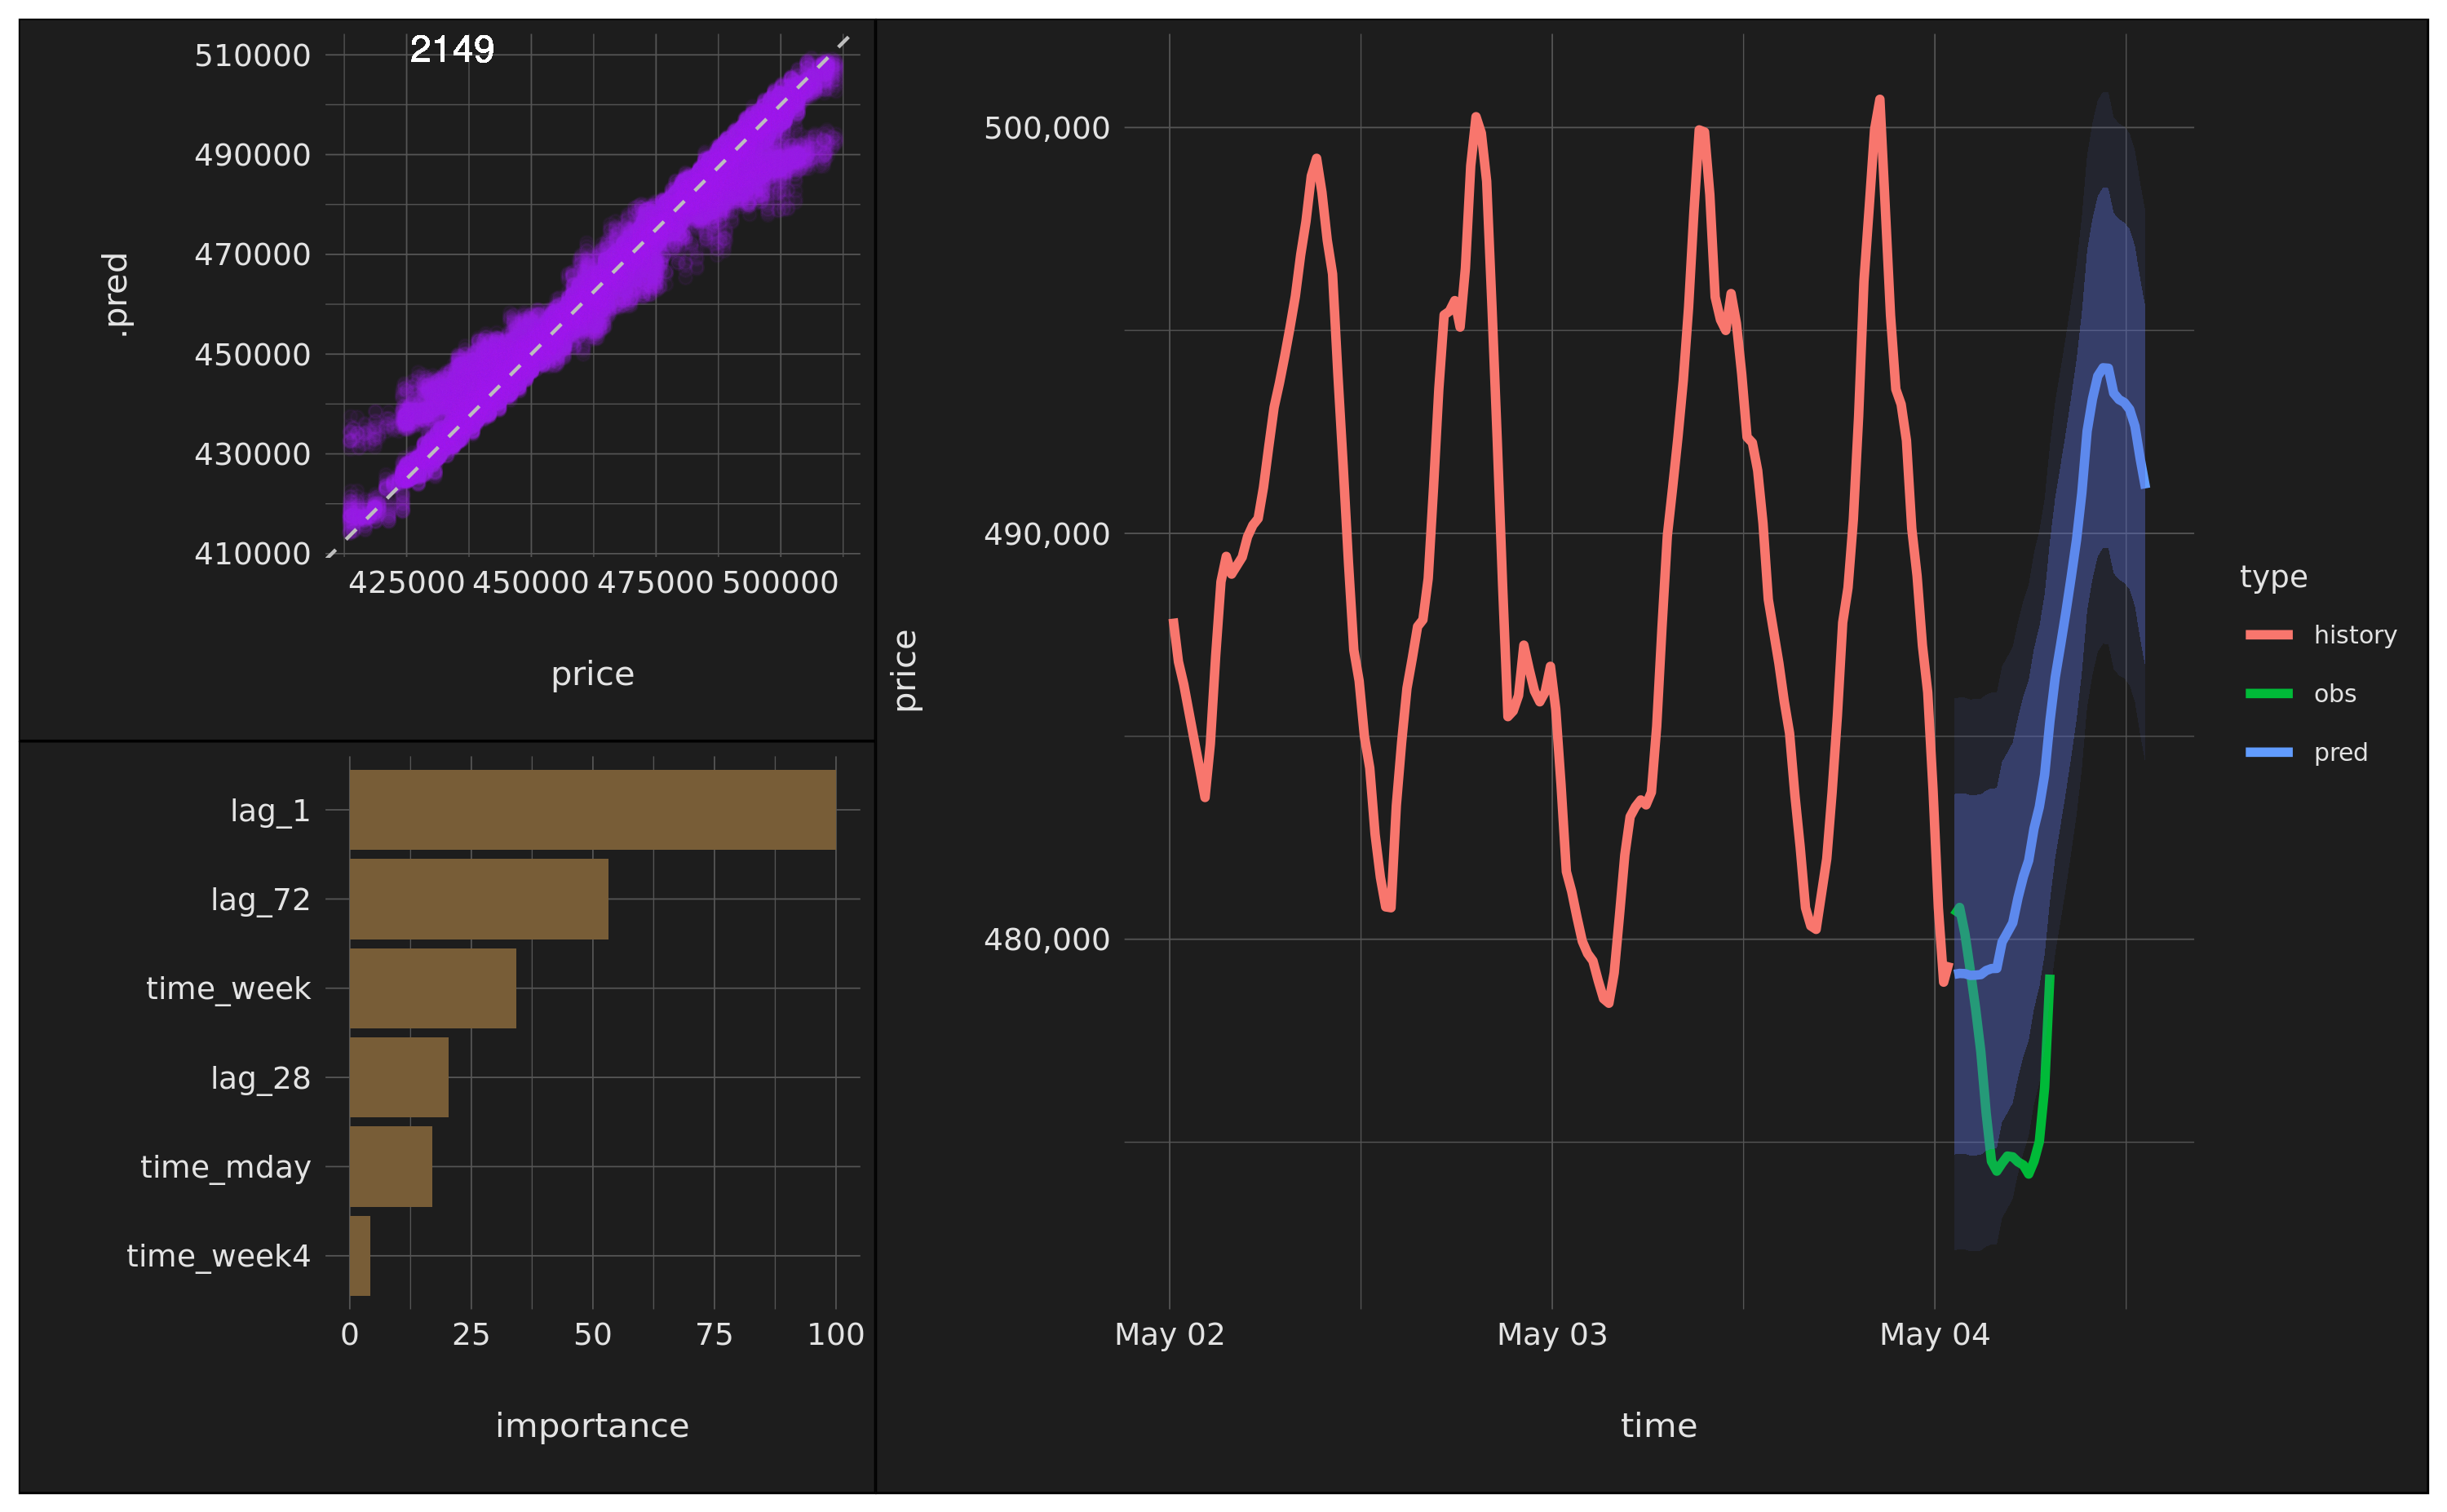 2149
510000
490000
470000
450000
430000
410000
.pred
425000 450000 475000 500000
price
lag_1
lag_72
time_week
lag_28
time_mday
time_week4
0 25 50 75 100
importance
500,000
490,000
480,000
price
May 02 May 03 May 04
time
type
history
obs
pred